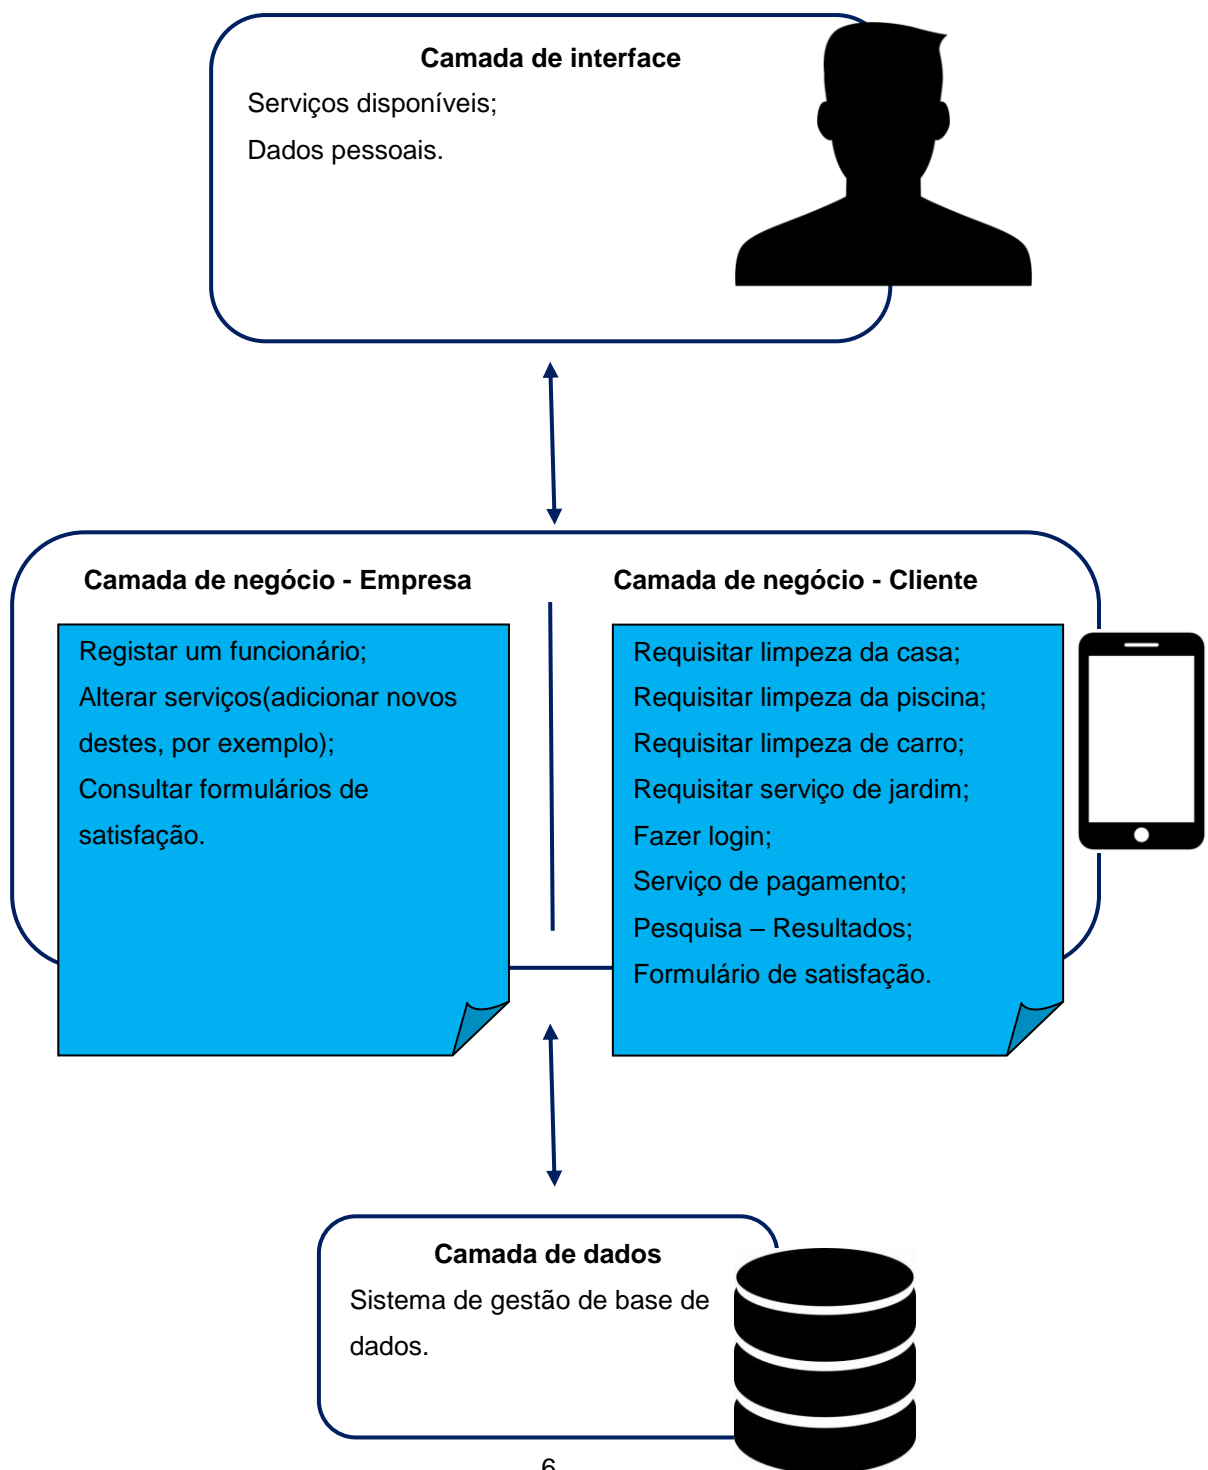 Camada de interface
Serviços disponíveis;
Dados pessoais.
Camada de negócio - Empresa
Registar um funcionário;
Alterar serviços(adicionar novos
destes, por exemplo);
Consultar formulários de
satisfação.
Camada de negócio - Cliente
Requisitar limpeza da casa;
Requisitar limpeza da piscina;
Requisitar limpeza de carro;
Requisitar serviço de jardim;
Fazer login;
Serviço de pagamento;
Pesquisa – Resultados;
Formulário de satisfação.
Camada de dados
Sistema de gestão de base de
dados.
6